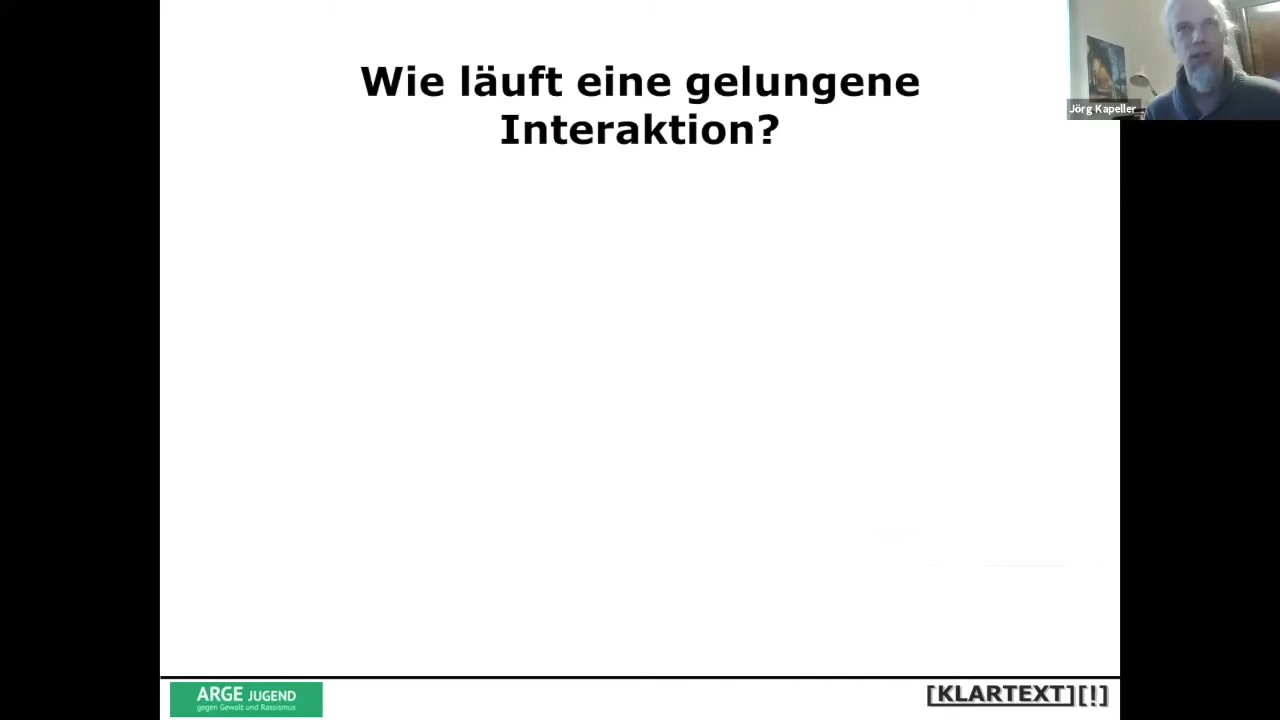 Wie läuft eine gelungene
Interaktion?
Jörg Kapeller
ARGE JUGEND
gegen Gewalt und Rassismus
[KLARTEXT][!]